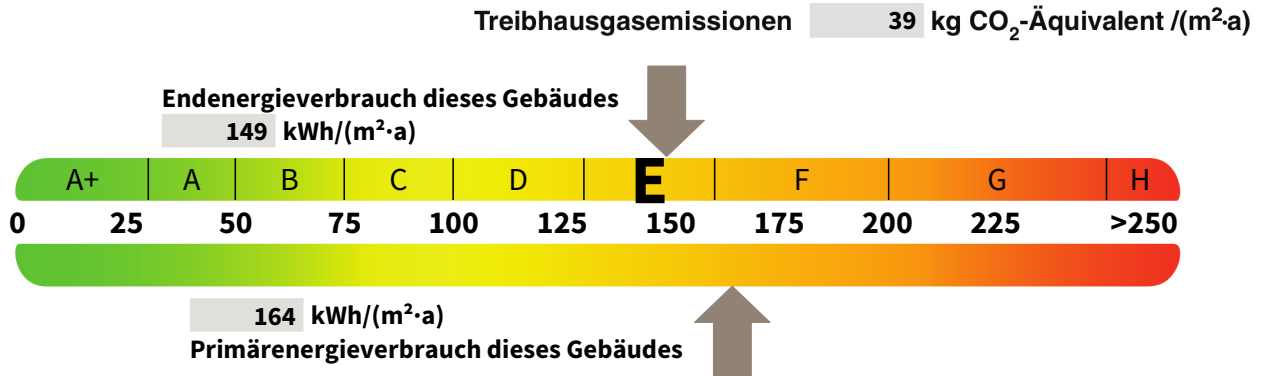 Treibhausgasemissionen 39 kg CO₂-Äquivalent /(m²·a)
Endenergieverbrauch dieses Gebäudes
149 kWh/(m²·a)
A+ A B C D E F G H
0 25 50 75 100 125 150 175 200 225 >250
164 kWh/(m²·a)
Primärenergieverbrauch dieses Gebäudes